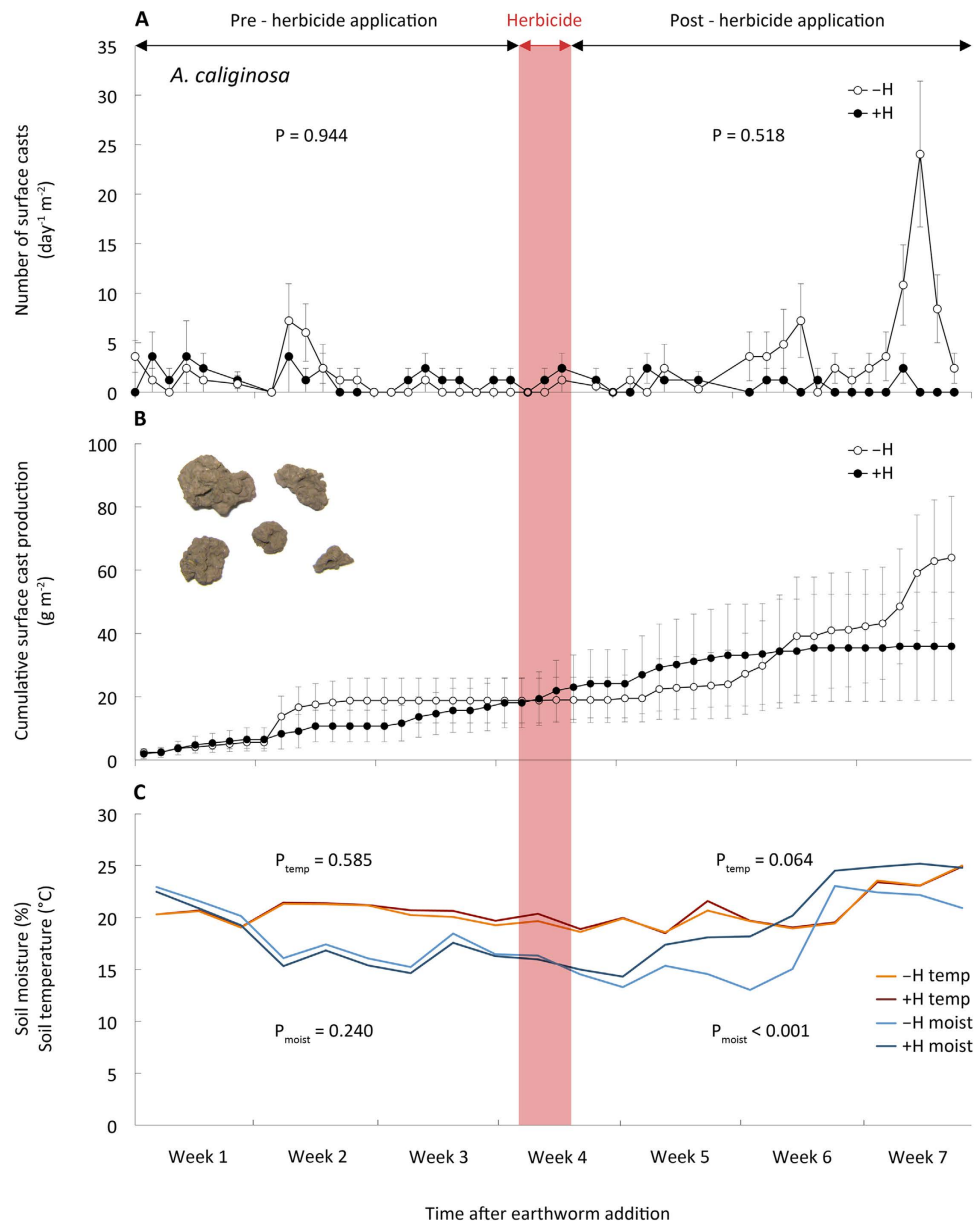 A
Pre - herbicide application
Herbicide
Post - herbicide application
35
30
25
20
15
10
5
0
Number of surface casts
(day⁻¹ m⁻²)
A. caliginosa
P = 0.944
P = 0.518
−H
+H
B
100
80
60
40
20
0
Cumulative surface cast production
(g m⁻²)
−H
+H
C
30
25
20
15
10
5
0
Soil moisture (%)
Soil temperature (°C)
P_temp = 0.585
P_temp = 0.064
P_moist = 0.240
P_moist < 0.001
−H temp
+H temp
−H moist
+H moist
Week 1
Week 2
Week 3
Week 4
Week 5
Week 6
Week 7
Time after earthworm addition